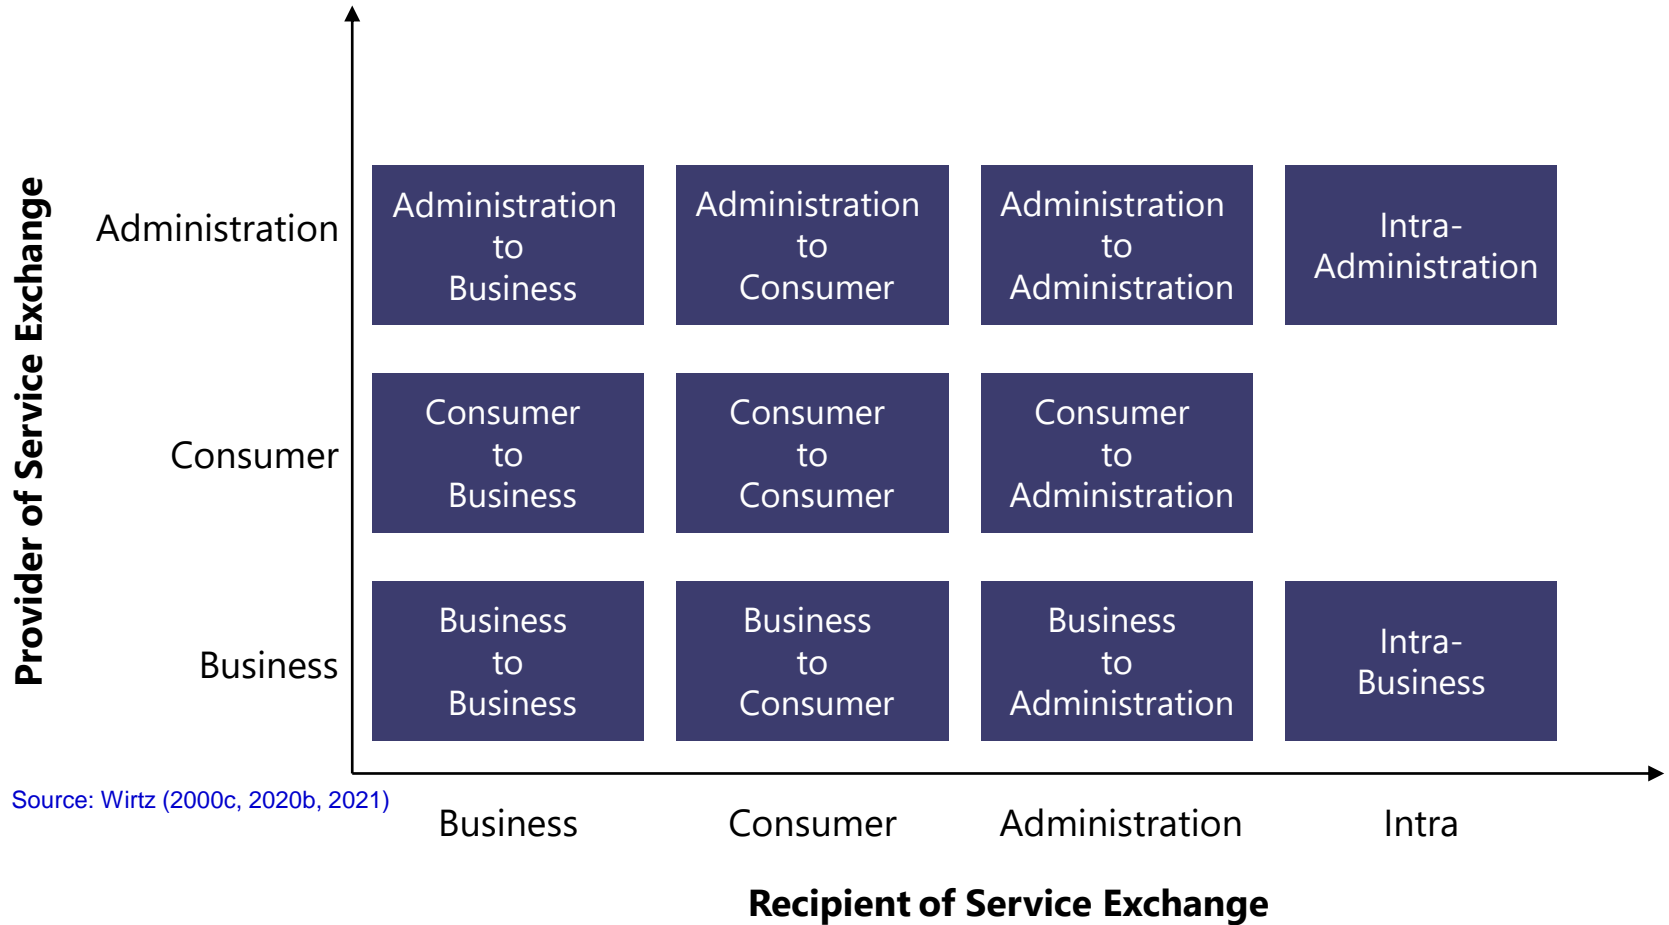 Provider of Service Exchange
Administration
Administration
to
Business
Administration
to
Consumer
Administration
to
Administration
Intra-
Administration
Consumer
Consumer
to
Business
Consumer
to
Consumer
Consumer
to
Administration
Business
Business
to
Business
Business
to
Consumer
Business
to
Administration
Intra-
Business
Source: Wirtz (2000c, 2020b, 2021)
Business
Consumer
Administration
Intra
Recipient of Service Exchange